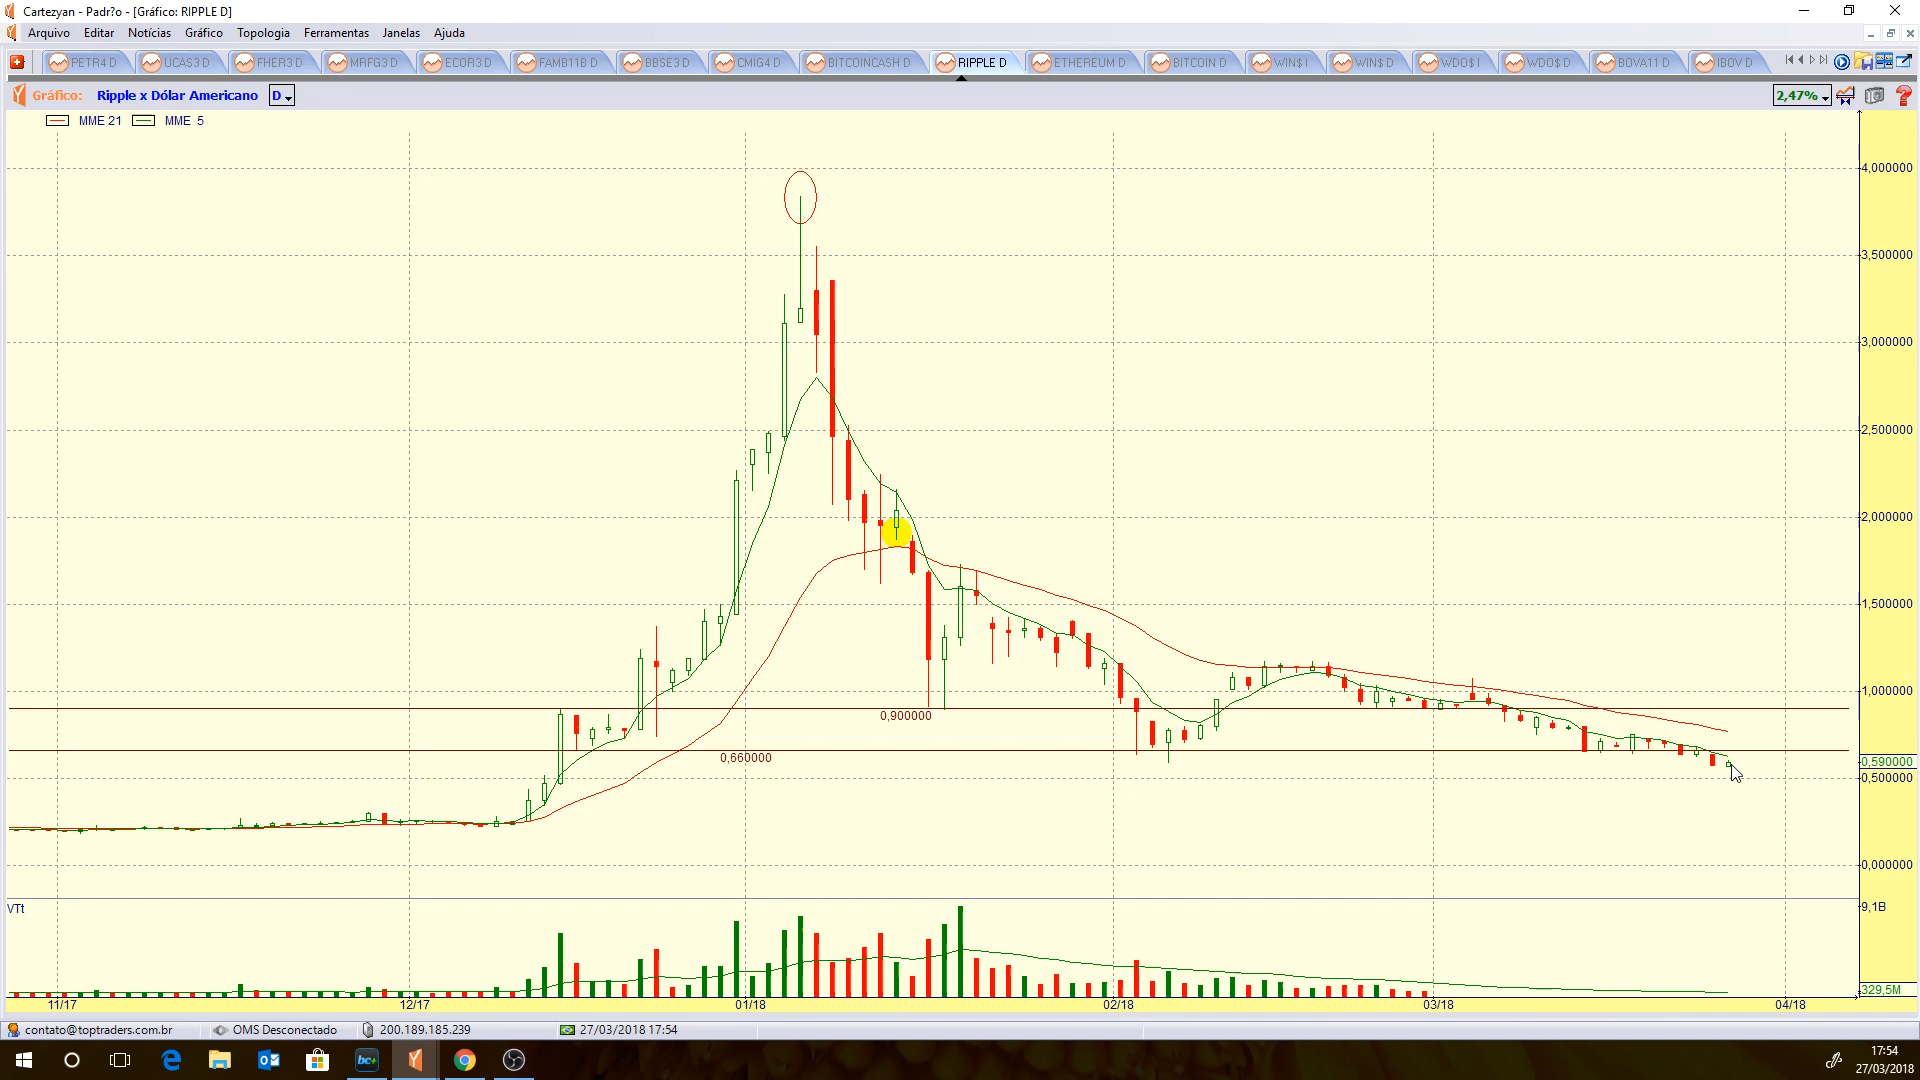 Cartezyan - Padr?o - [Gráfico: RIPPLE D]
Arquivo Editar Notícias Gráfico Topologia Ferramentas Janelas Ajuda
PETR4 D UCAS3 D FHER3 D MRFG3 D ECOR3 D FAMB11B D BBSE3 D CMIG4 D BITCOINCASH D RIPPLE D ETHEREUM D BITCOIN D WIN$ I WIN$ D WDO$ I WDO$ D BOVA11 D IBOV D
Gráfico: Ripple x Dólar Americano D 2,47%
MME 21 MME 5
4,000000
3,500000
3,000000
2,500000
2,000000
1,500000
1,000000
0,900000
0,660000
0,590000
0,500000
0,000000
VTt 9,1B
329,5M
11/17 12/17 01/18 02/18 03/18 04/18
contato@toptraders.com.br OMS Desconectado 200.189.185.239 27/03/2018 17:54
bc+
17:54
27/03/2018